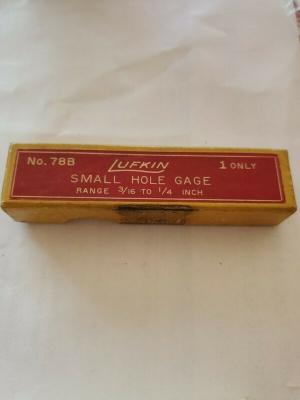 No. 78B LUFKIN 1 ONLY
SMALL HOLE GAGE
RANGE 3/16 TO 1/4 INCH